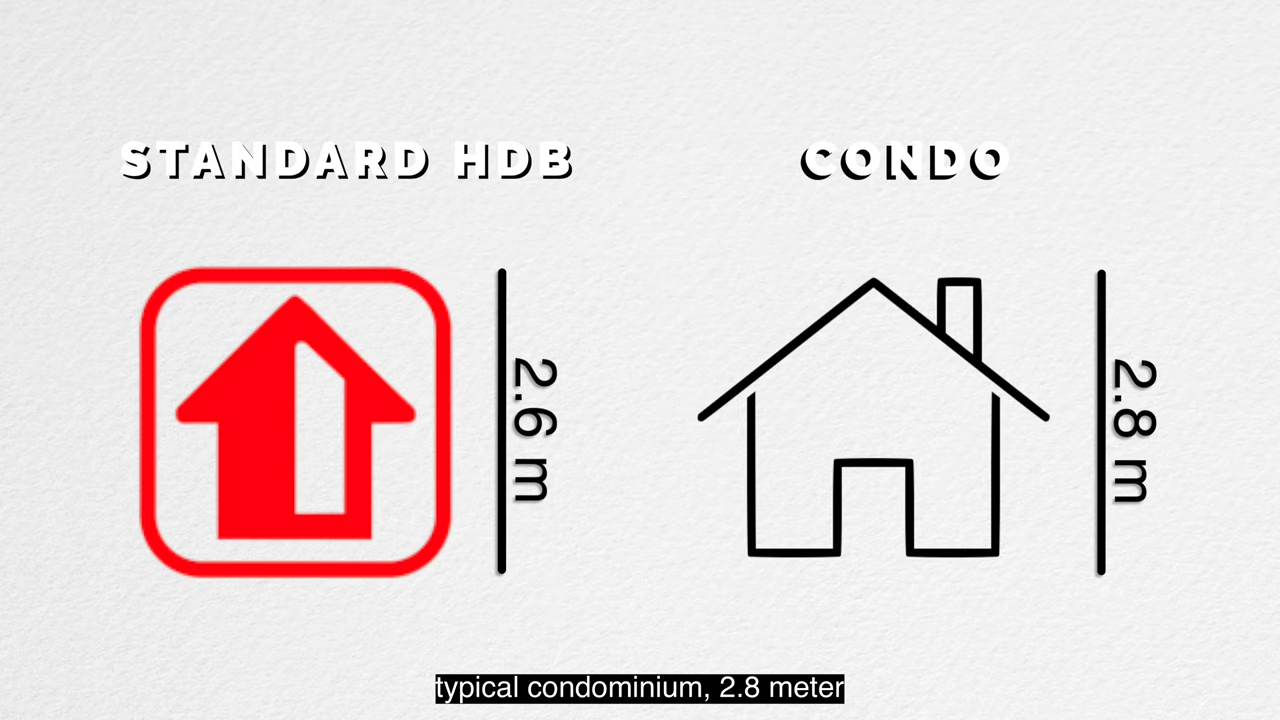 STANDARD HDB
CONDO
2.6 m
2.8 m
typical condominium, 2.8 meter